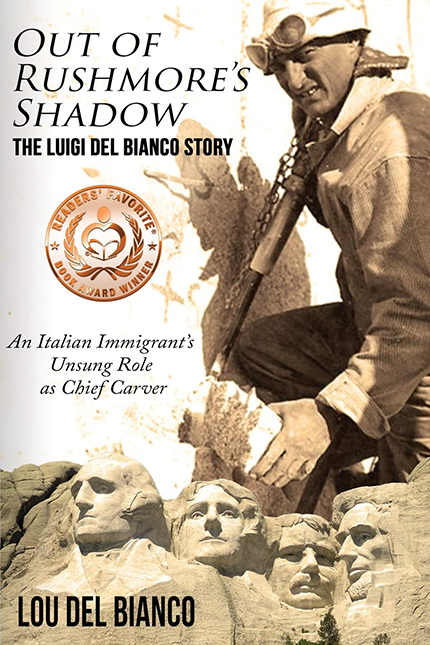 OUT OF
RUSHMORE'S
SHADOW
THE LUIGI DEL BIANCO STORY
READERS' FAVORITE®
BOOK AWARD WINNER
An Italian Immigrant's
Unsung Role
as Chief Carver
LOU DEL BIANCO